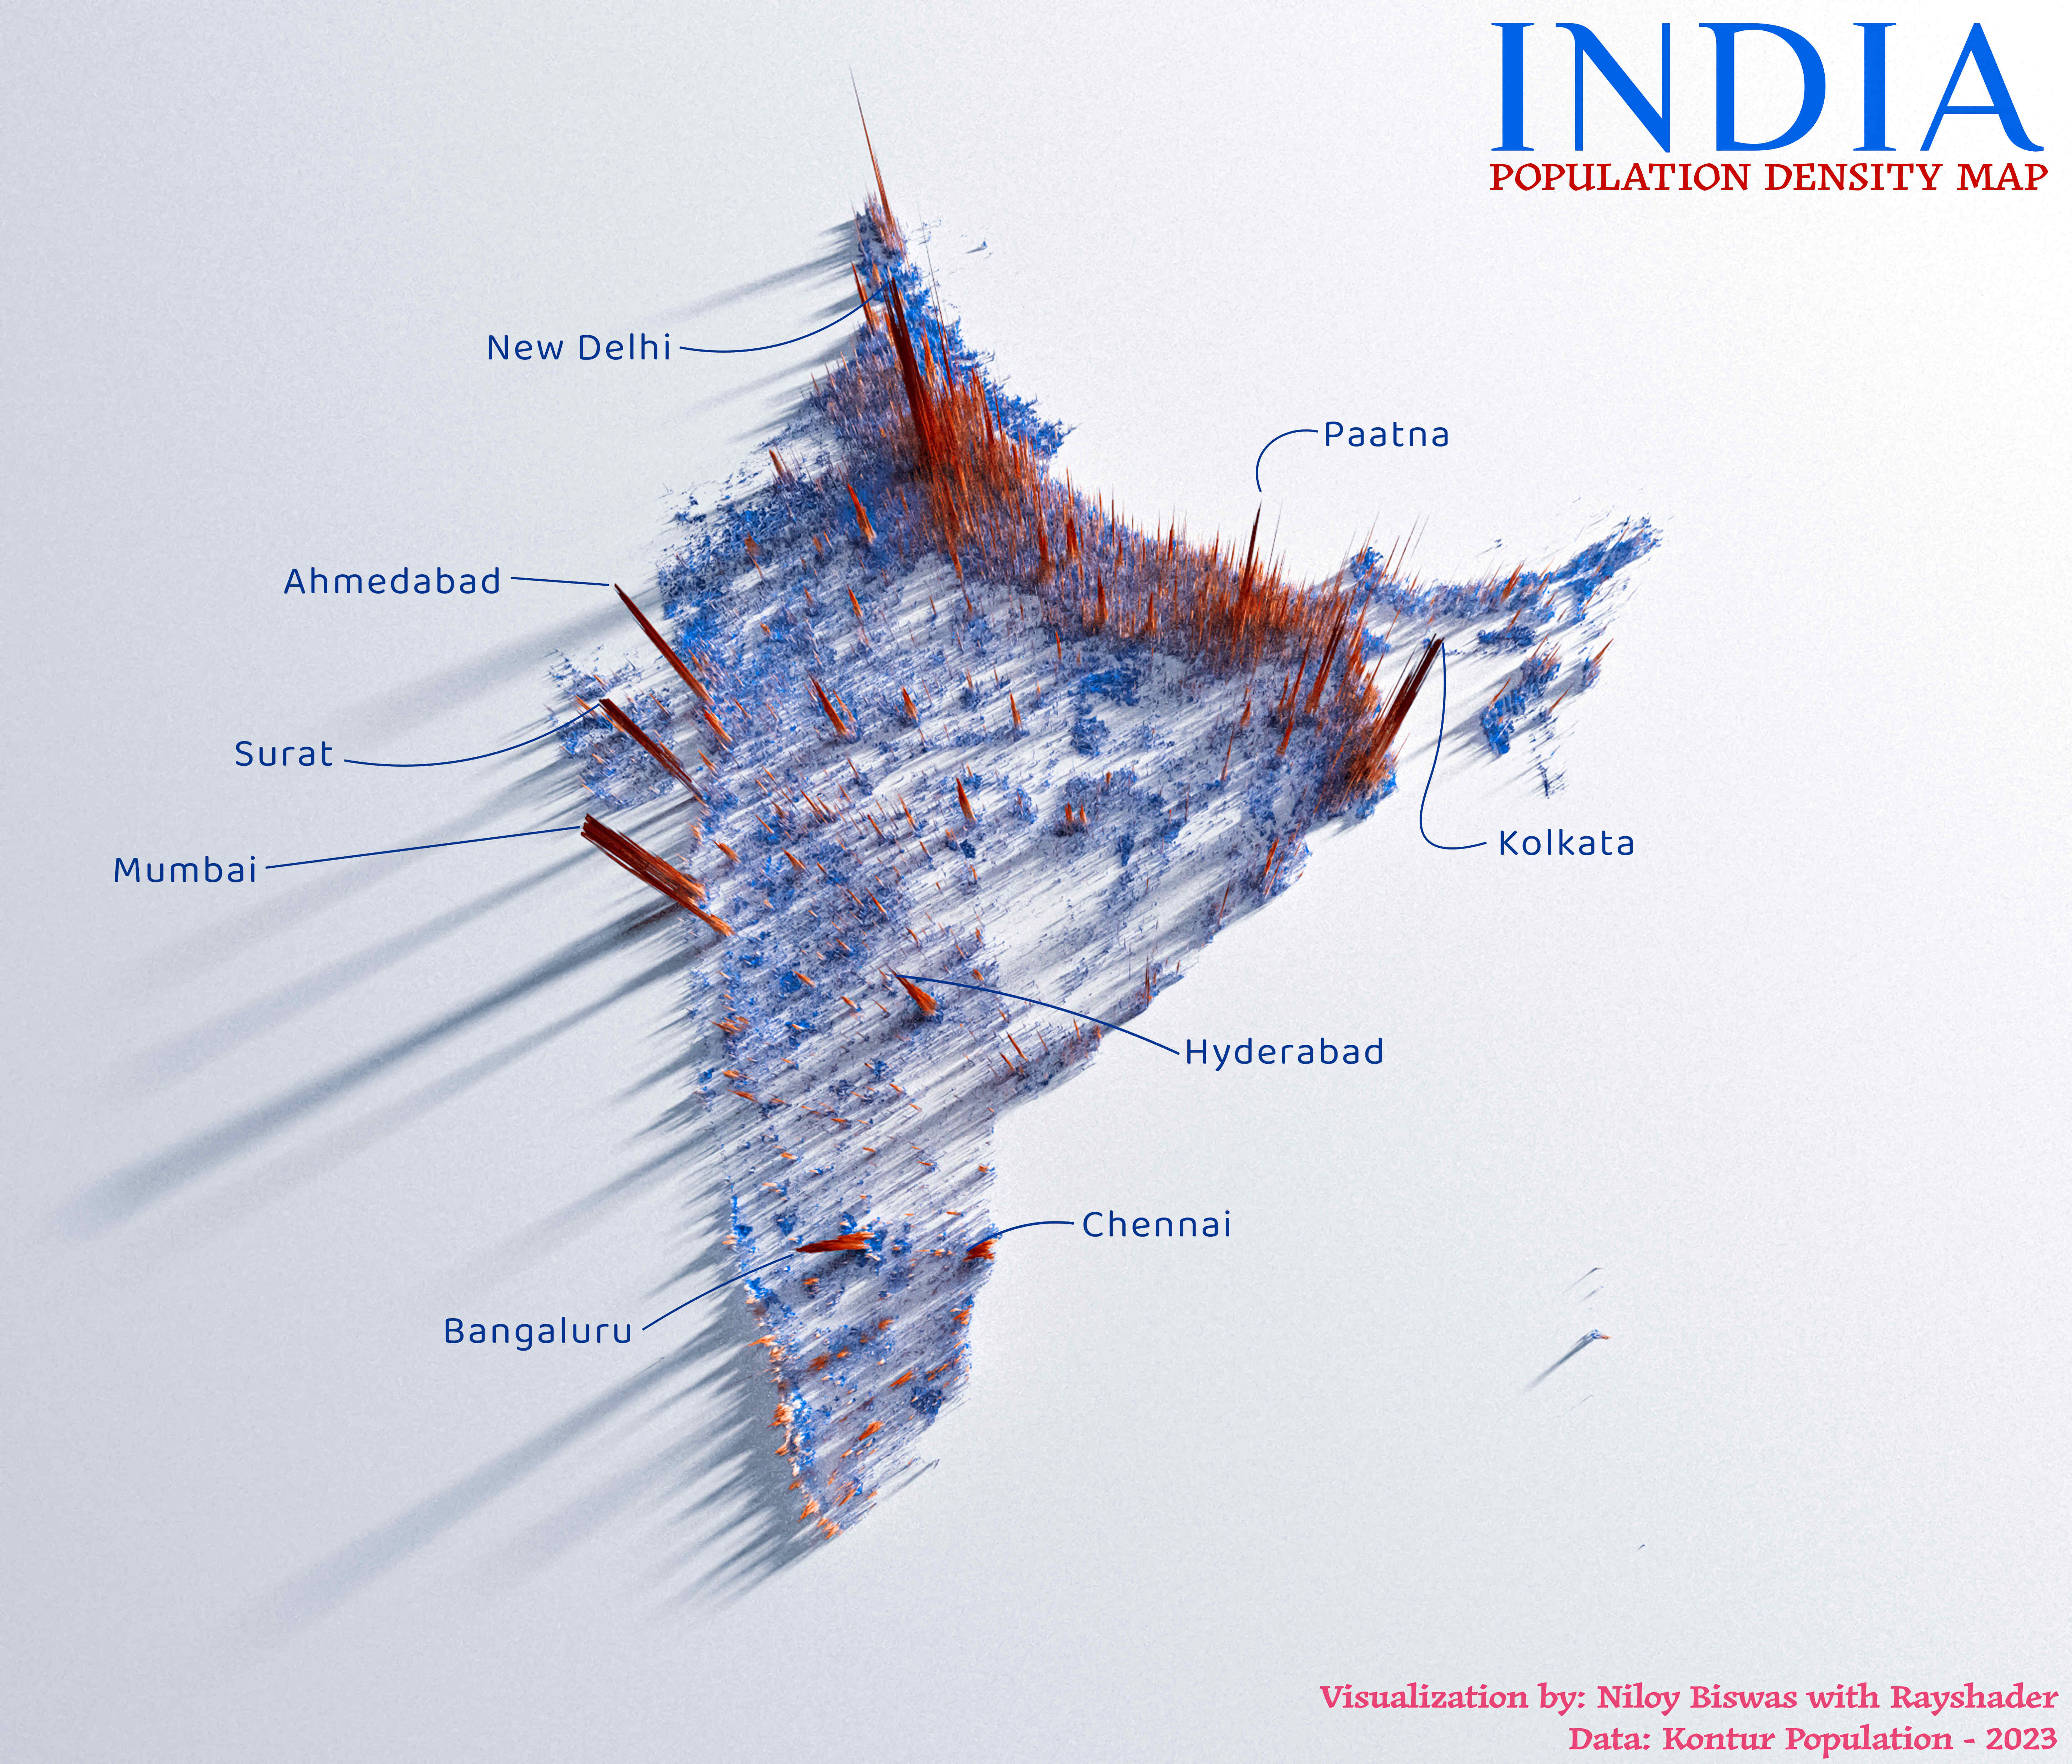 INDIA
POPULATION DENSITY MAP
New Delhi
Paatna
Ahmedabad
Surat
Mumbai
Kolkata
Hyderabad
Chennai
Bangaluru
Visualization by: Niloy Biswas with Rayshader
Data: Kontur Population - 2023